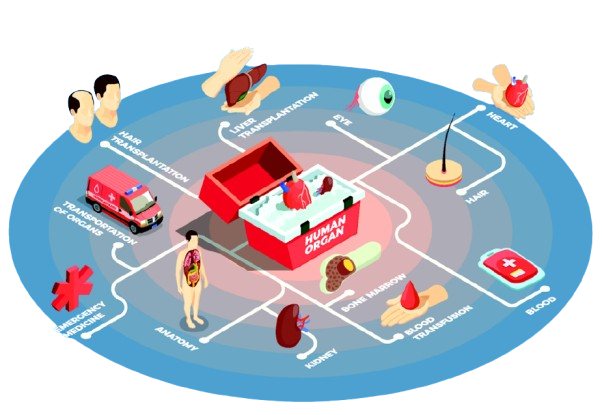 HAIR
TRANSPLANTATION
LIVER
TRANSPLANTATION
EYE
HEART
HAIR
TRANSPORTATION
OF ORGANS
HUMAN
ORGAN
EMERGENCY
MEDICINE
ANATOMY
KIDNEY
BONE MARROW
BLOOD
TRANSFUSION
BLOOD